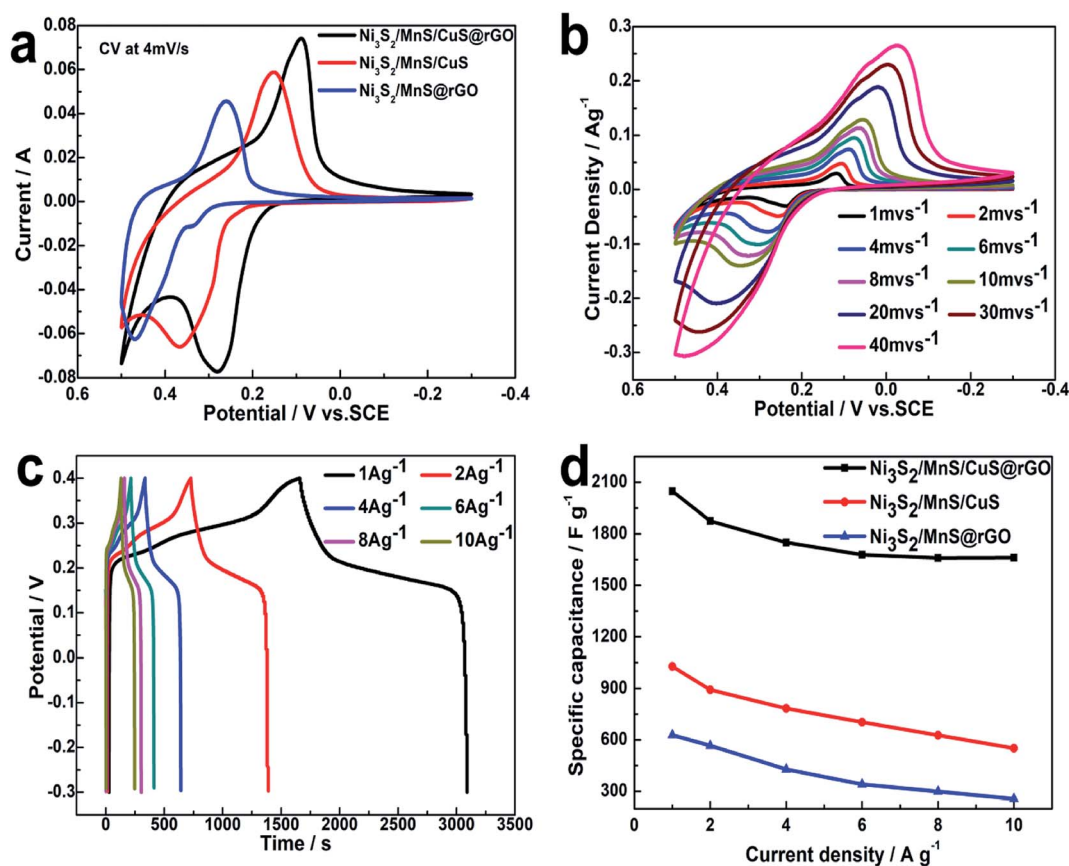 a
CV at 4mV/s
Ni₃S₂/MnS/CuS@rGO
Ni₃S₂/MnS/CuS
Ni₃S₂/MnS@rGO
0.08
0.06
0.04
0.02
0.00
-0.02
-0.04
-0.06
-0.08
Current / A
0.6
0.4
0.2
0.0
-0.2
-0.4
Potential / V vs.SCE
b
0.4
0.3
0.2
0.1
0.0
-0.1
-0.2
-0.3
Current Density / Ag⁻¹
1mvs⁻¹
2mvs⁻¹
4mvs⁻¹
6mvs⁻¹
8mvs⁻¹
10mvs⁻¹
20mvs⁻¹
30mvs⁻¹
40mvs⁻¹
0.6
0.4
0.2
0.0
-0.2
-0.4
Potential / V vs.SCE
c
1Ag⁻¹
2Ag⁻¹
4Ag⁻¹
6Ag⁻¹
8Ag⁻¹
10Ag⁻¹
0.4
0.3
0.2
0.1
0.0
-0.1
-0.2
-0.3
Potential / V
0
500
1000
1500
2000
2500
3000
3500
Time / s
d
Ni₃S₂/MnS/CuS@rGO
Ni₃S₂/MnS/CuS
Ni₃S₂/MnS@rGO
2100
1800
1500
1200
900
600
300
Specific capacitance / F g⁻¹
2
4
6
8
10
Current density / A g⁻¹